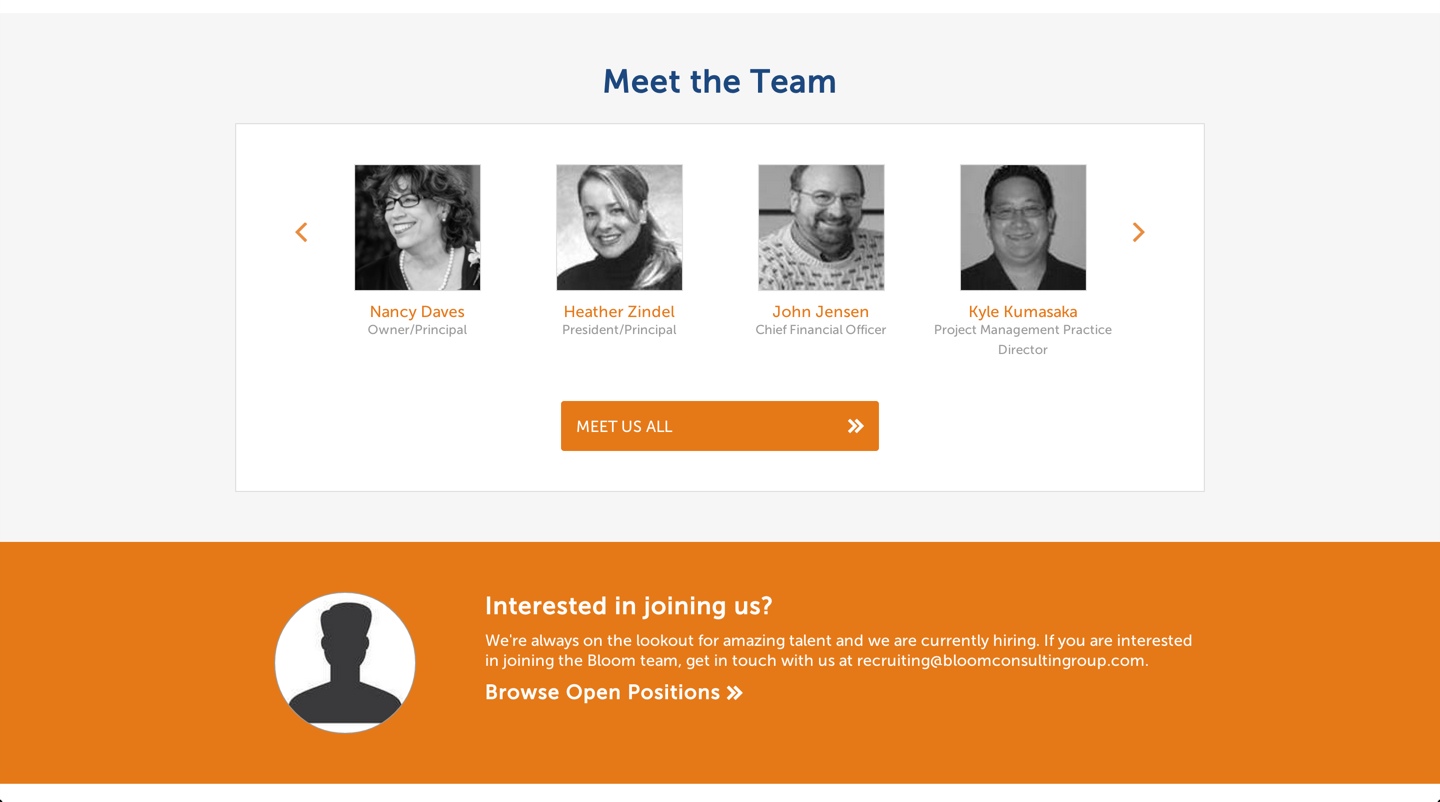 Meet the Team
Nancy Daves
Owner/Principal
Heather Zindel
President/Principal
John Jensen
Chief Financial Officer
Kyle Kumasaka
Project Management Practice
Director
MEET US ALL
Interested in joining us?
We're always on the lookout for amazing talent and we are currently hiring. If you are interested
in joining the Bloom team, get in touch with us at recruiting@bloomconsultingroup.com.
Browse Open Positions